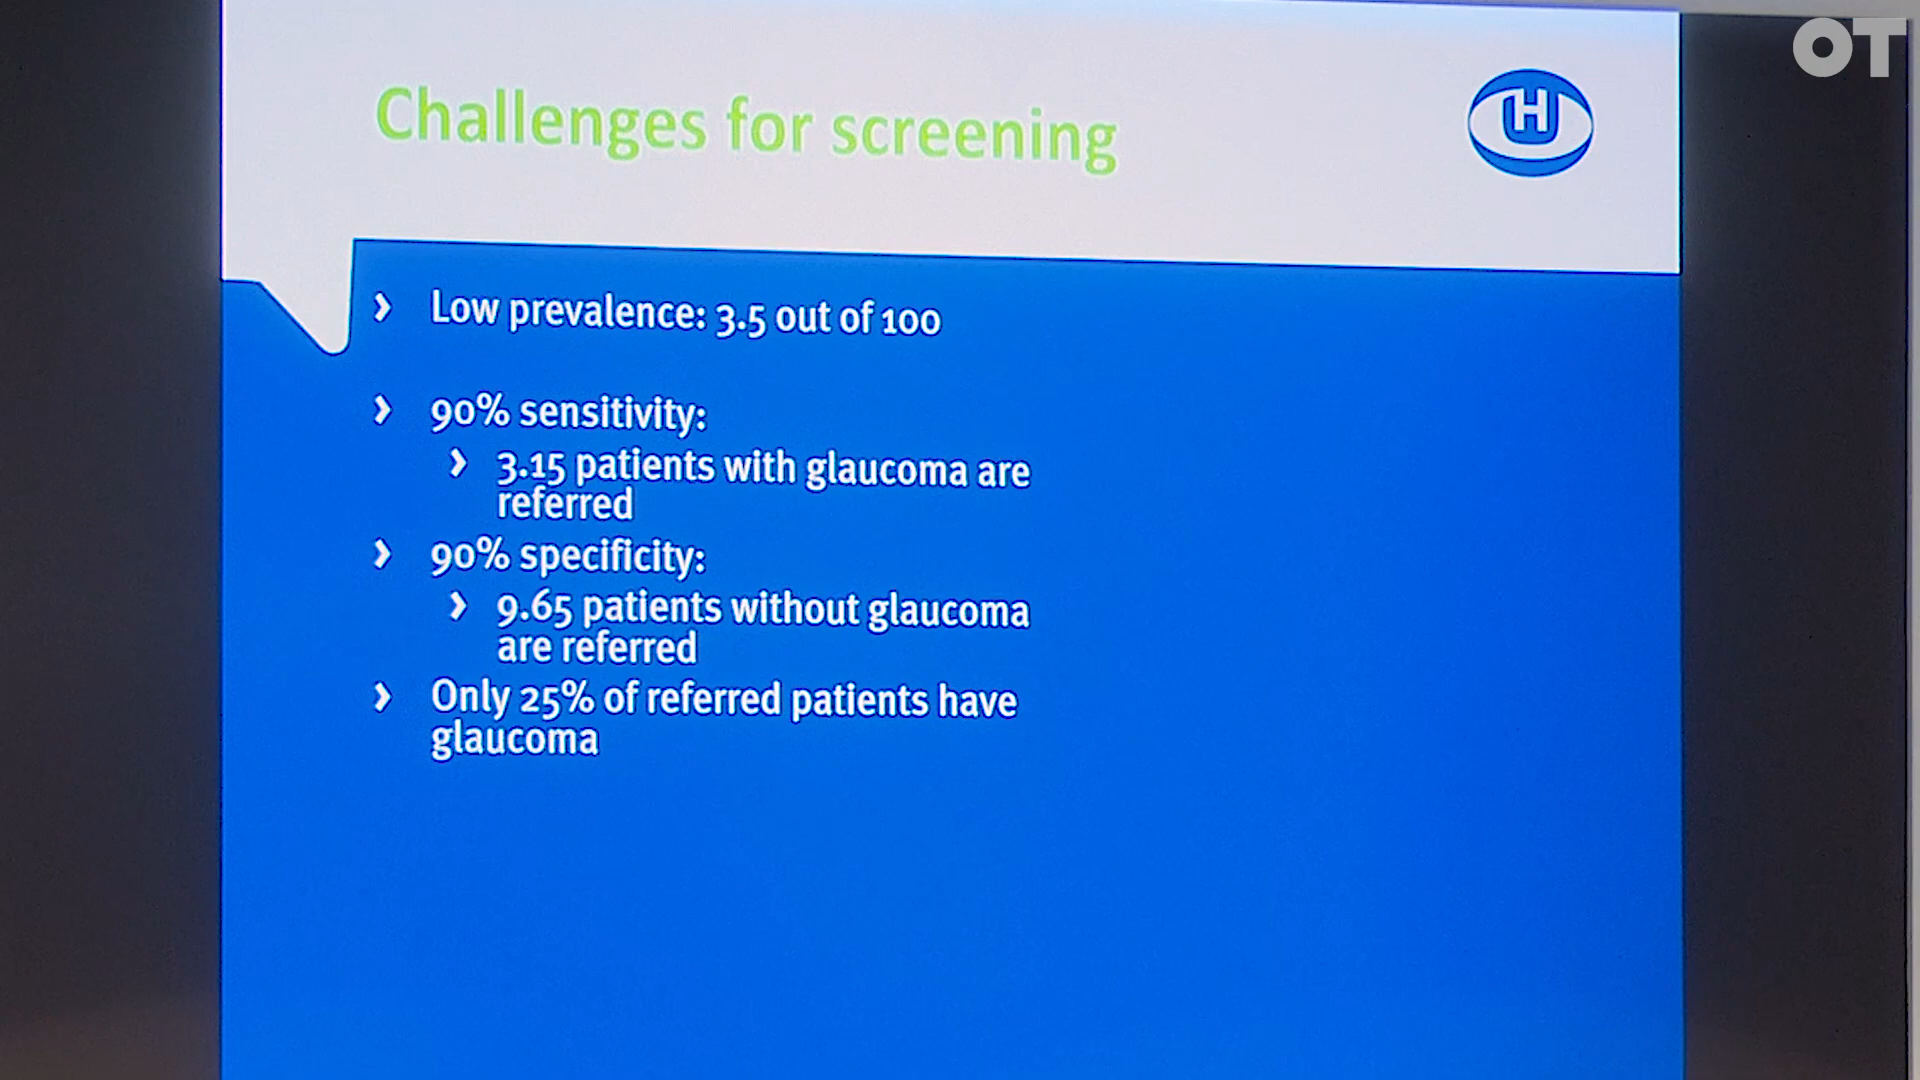 OT
Challenges for screening
H
› Low prevalence: 3.5 out of 100
› 90% sensitivity:
› 3.15 patients with glaucoma are
referred
› 90% specificity:
› 9.65 patients without glaucoma
are referred
› Only 25% of referred patients have
glaucoma